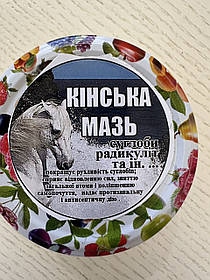 КІНСЬКА
МАЗЬ
суглоби
радикуліт
та ін. ...
покращує рухливість суглобів,
сприяє відновленню сил, зняттю
загальної втоми і поліпшенню
самопочуття, надає протизапальну
і антисептичну дію